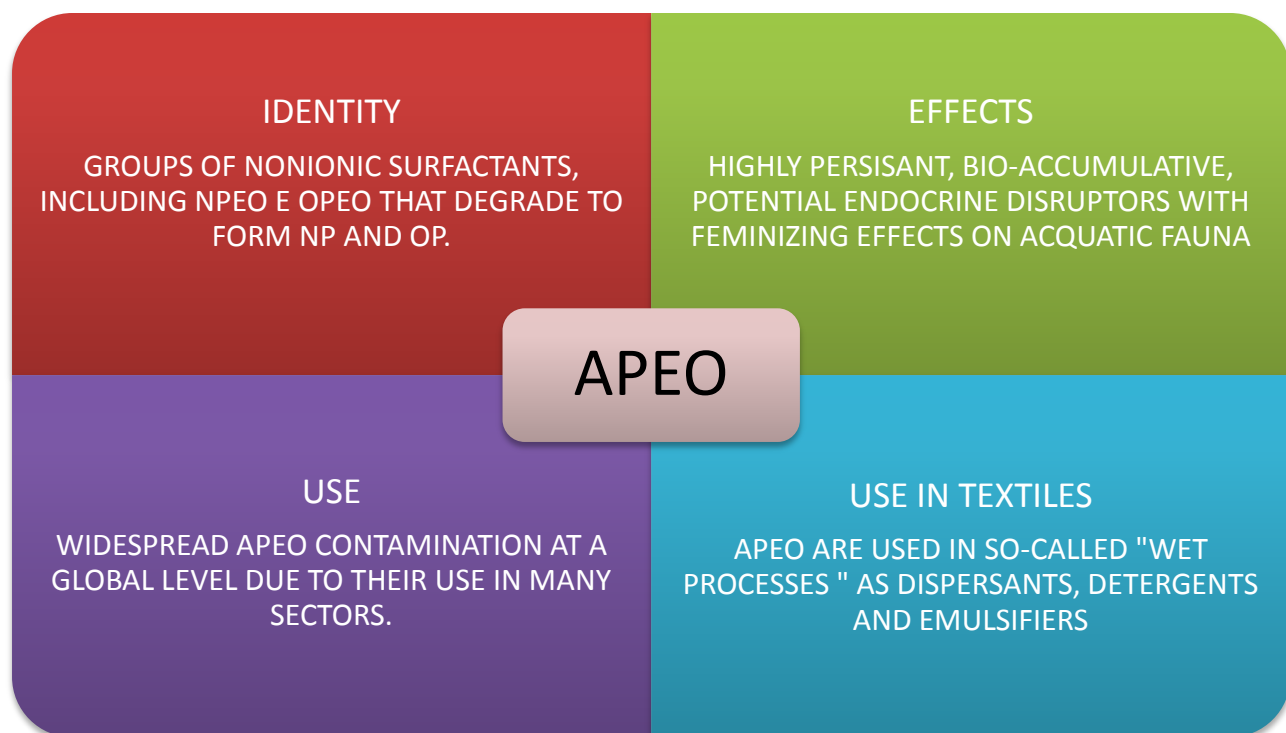 IDENTITY
GROUPS OF NONIONIC SURFACTANTS,
INCLUDING NPEO E OPEO THAT DEGRADE TO
FORM NP AND OP.
EFFECTS
HIGHLY PERSISANT, BIO-ACCUMULATIVE,
POTENTIAL ENDOCRINE DISRUPTORS WITH
FEMINIZING EFFECTS ON ACQUATIC FAUNA
APEO
USE
WIDESPREAD APEO CONTAMINATION AT A
GLOBAL LEVEL DUE TO THEIR USE IN MANY
SECTORS.
USE IN TEXTILES
APEO ARE USED IN SO-CALLED "WET
PROCESSES " AS DISPERSANTS, DETERGENTS
AND EMULSIFIERS